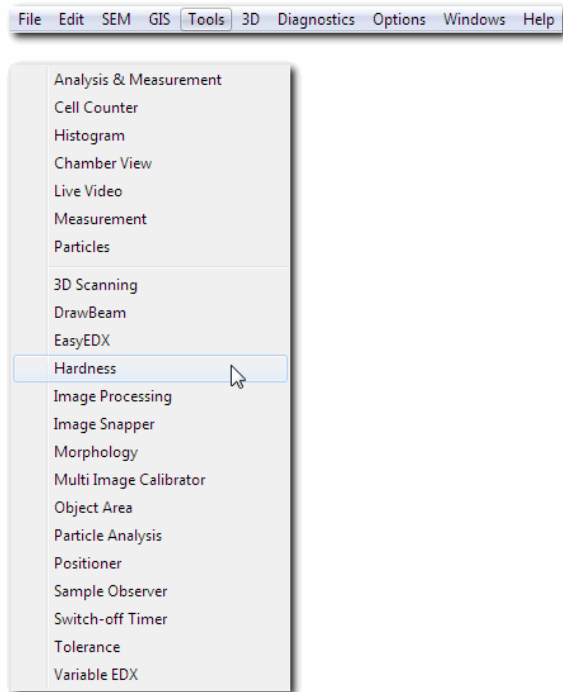 File Edit SEM GIS Tools 3D Diagnostics Options Windows Help
Analysis & Measurement
Cell Counter
Histogram
Chamber View
Live Video
Measurement
Particles
3D Scanning
DrawBeam
EasyEDX
Hardness
Image Processing
Image Snapper
Morphology
Multi Image Calibrator
Object Area
Particle Analysis
Positioner
Sample Observer
Switch-off Timer
Tolerance
Variable EDX